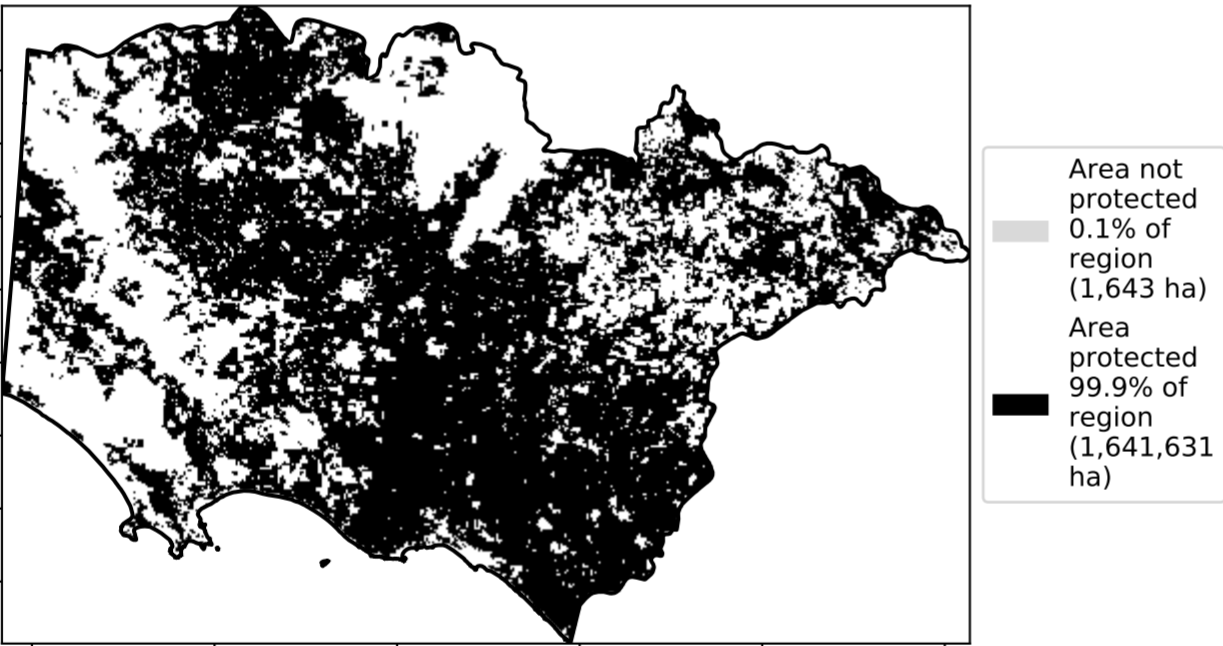 Area not
protected
0.1% of
region
(1,643 ha)
Area
protected
99.9% of
region
(1,641,631
ha)